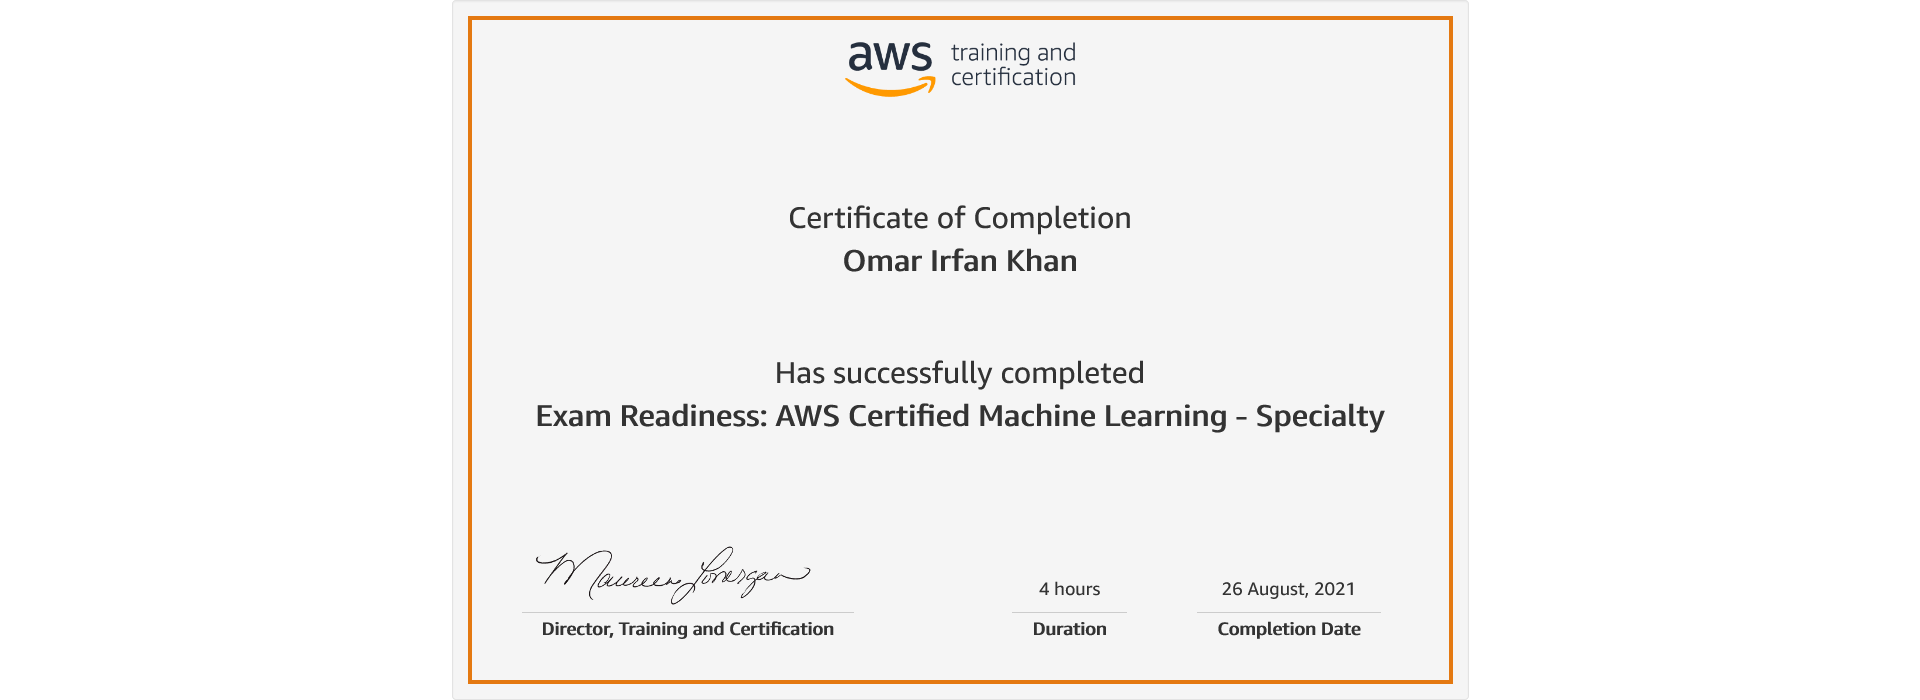 aws training and
certification
Certificate of Completion
Omar Irfan Khan
Has successfully completed
Exam Readiness: AWS Certified Machine Learning - Specialty
Maureen Lonergan
4 hours
26 August, 2021
Director, Training and Certification
Duration
Completion Date